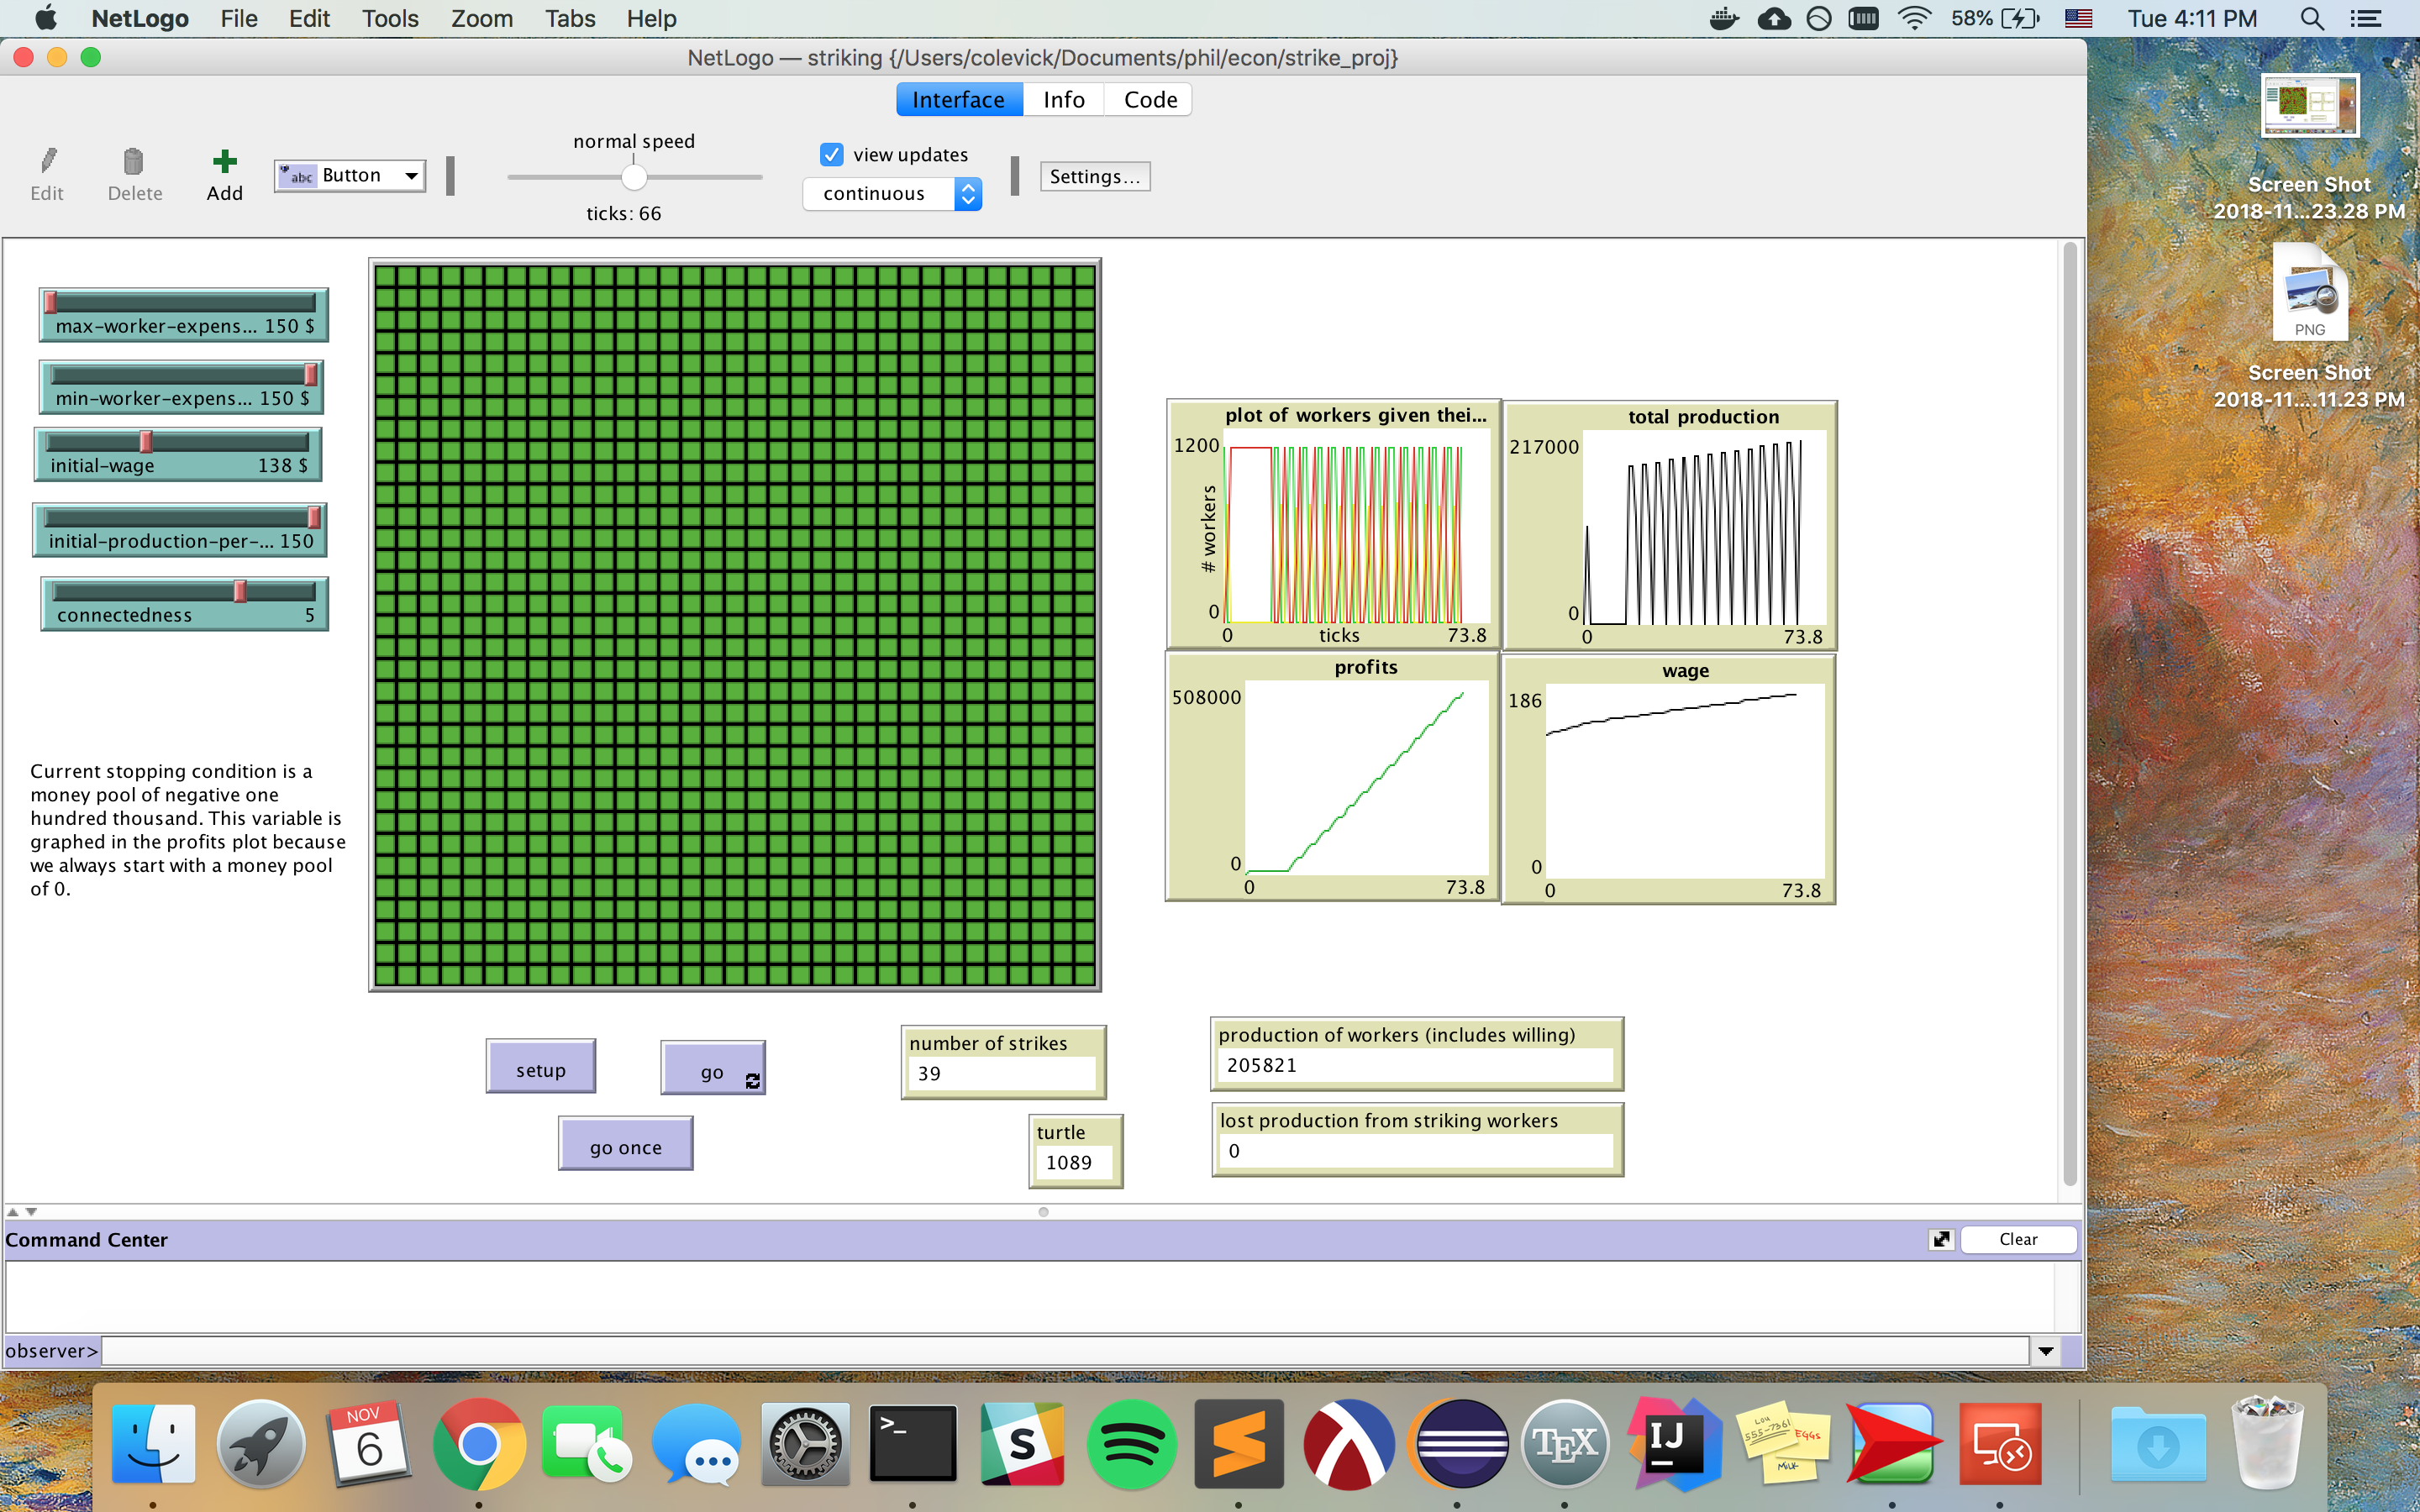 NetLogo File Edit Tools Zoom Tabs Help 58% Tue 4:11 PM
NetLogo — striking {/Users/colevick/Documents/phil/econ/strike_proj}
Interface Info Code
Edit Delete Add abc Button
normal speed
ticks: 66
view updates
continuous
Settings...
max-worker-expens... 150 $
min-worker-expens... 150 $
initial-wage 138 $
initial-production-per-... 150
connectedness 5
Current stopping condition is a
money pool of negative one
hundred thousand. This variable is
graphed in the profits plot because
we always start with a money pool
of 0.
plot of workers given thei...
1200
# workers
0
0 ticks 73.8
total production
217000
0
0 73.8
profits
508000
0
0 73.8
wage
186
0
0 73.8
setup
go
go once
number of strikes
39
turtle
1089
production of workers (includes willing)
205821
lost production from striking workers
0
Command Center
Clear
observer>
Screen Shot
2018-11...23.28 PM
PNG
Screen Shot
2018-11....11.23 PM
NOV
6
>_
S
TEX
IJ
LOU
555-7361
EGGS
MILK